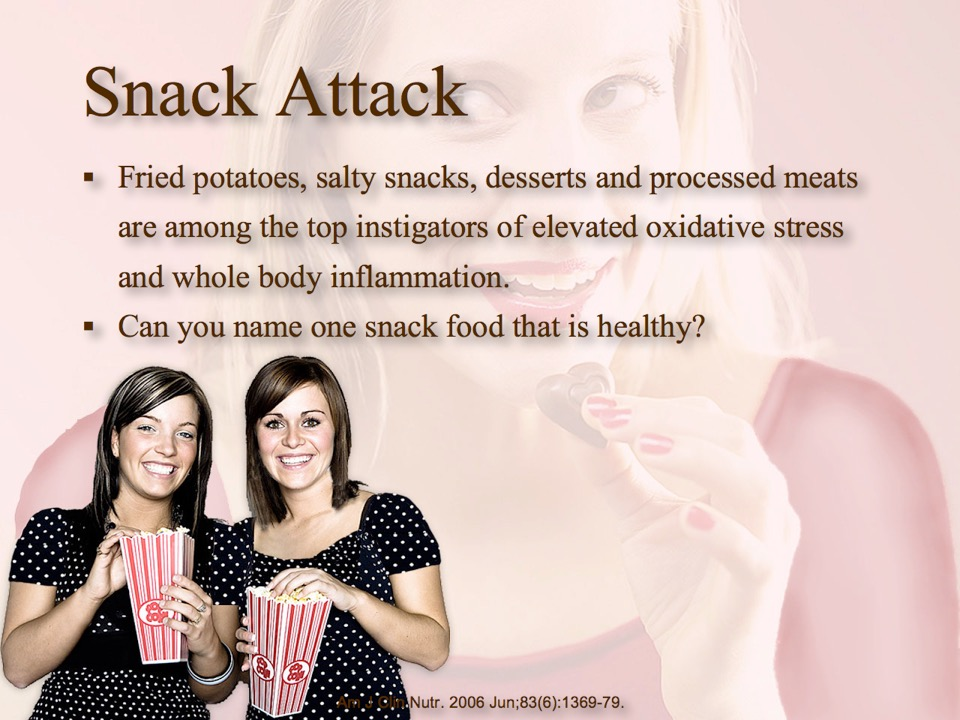 Snack Attack
▪ Fried potatoes, salty snacks, desserts and processed meats
are among the top instigators of elevated oxidative stress
and whole body inflammation.
▪ Can you name one snack food that is healthy?
Am J Clin Nutr. 2006 Jun;83(6):1369-79.